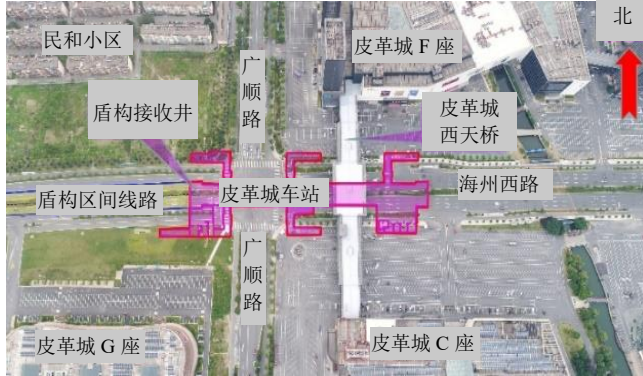 北
民和小区
广顺路
皮革城 F 座
盾构接收井
皮革城
西天桥
盾构区间线路
皮革城车站
海州西路
广顺路
皮革城 G 座
皮革城 C 座